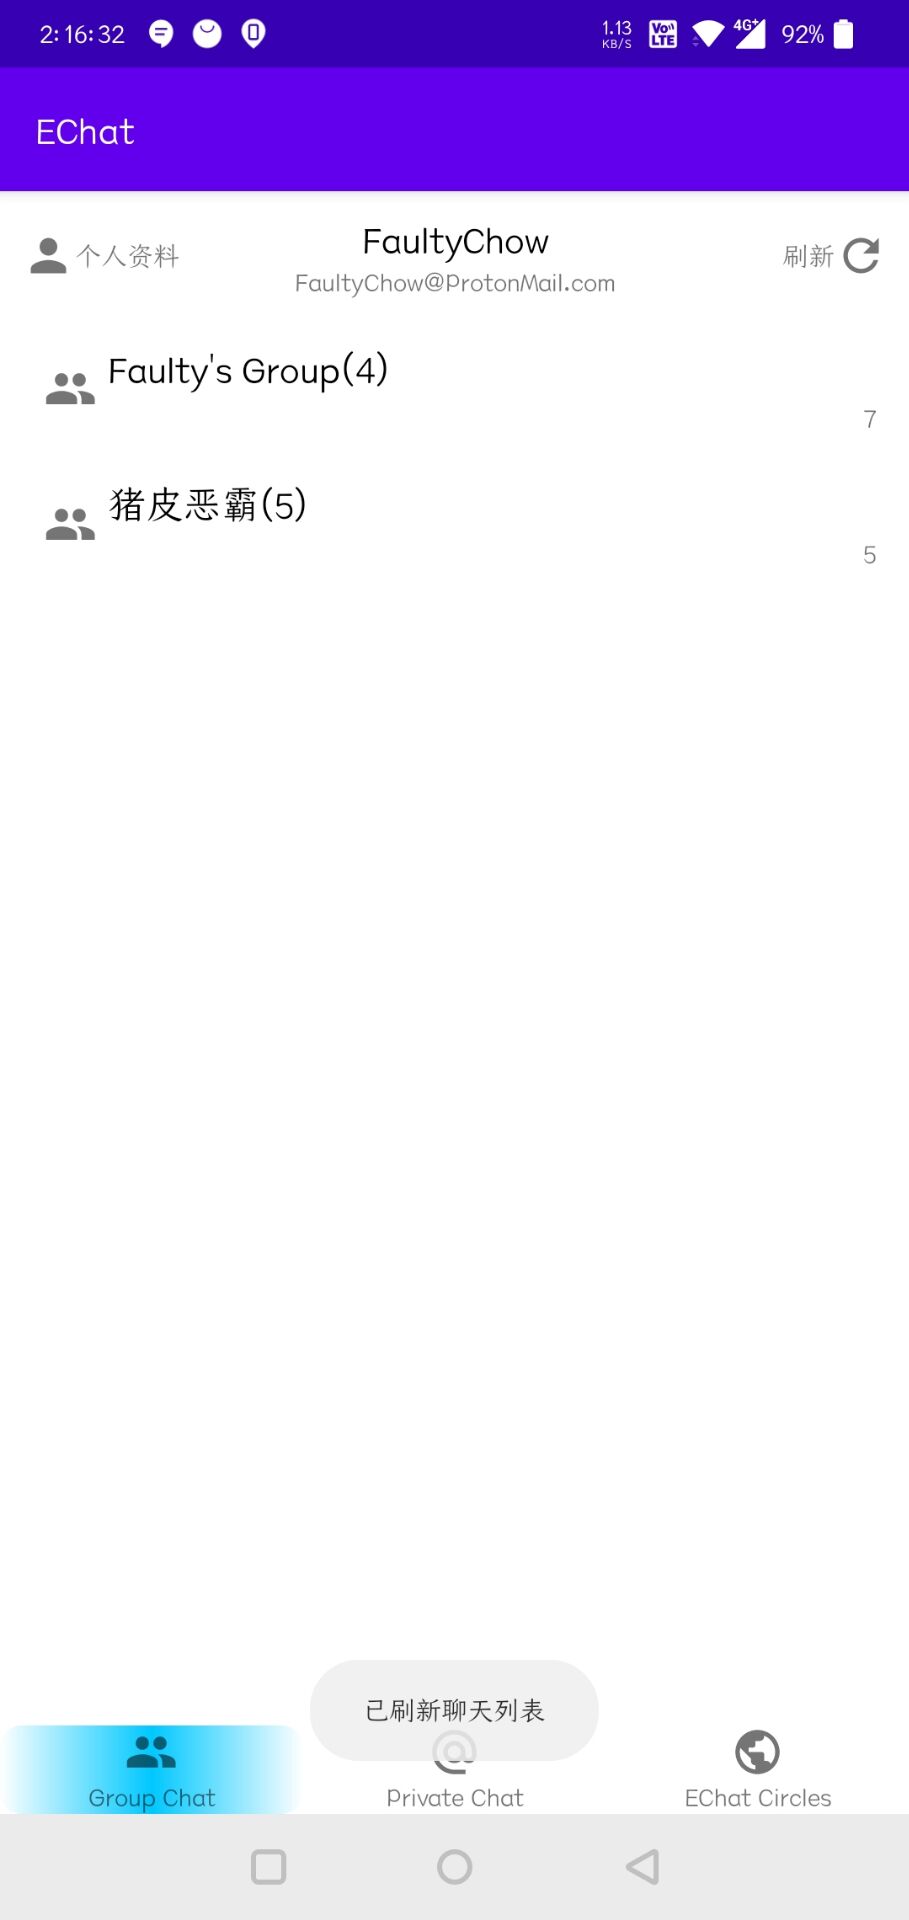 2:16:32 1.13 KB/S VoLTE 4G+ 92%
EChat
个人资料
FaultyChow
刷新
FaultyChow@ProtonMail.com
Faulty's Group(4)
7
猪皮恶霸(5)
5
已刷新聊天列表
Group Chat
Private Chat
EChat Circles